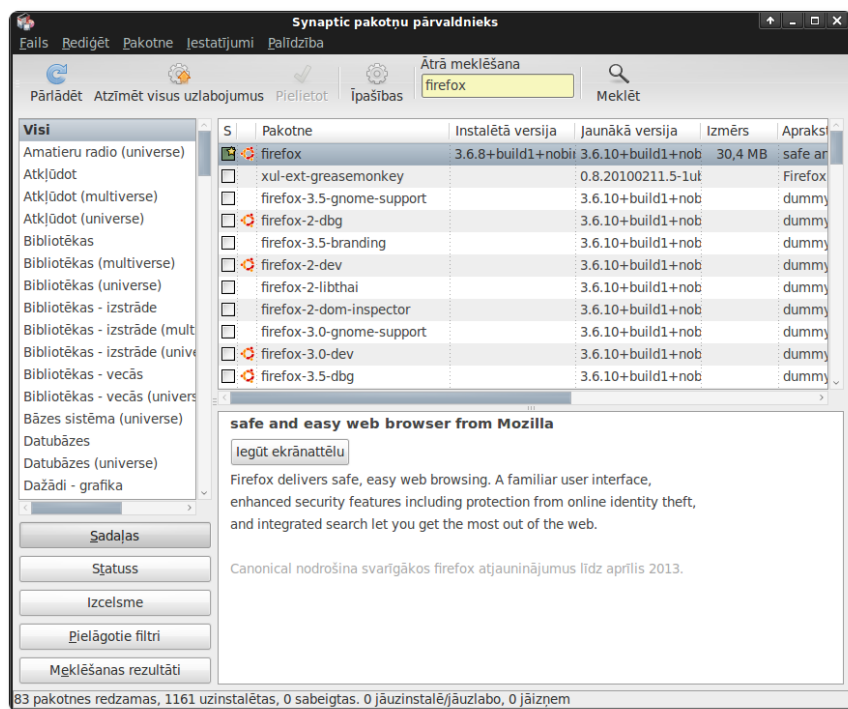 Synaptic pakotņu pārvaldnieks
Fails Rediģēt Pakotne Iestatījumi Palīdzība
Pārlādēt Atzīmēt visus uzlabojumus Pielietot Īpašības Ātrā meklēšana Meklēt
firefox
Visi
Amatieru radio (universe)
Atkļūdot
Atkļūdot (multiverse)
Atkļūdot (universe)
Bibliotēkas
Bibliotēkas (multiverse)
Bibliotēkas (universe)
Bibliotēkas - izstrāde
Bibliotēkas - izstrāde (mult
Bibliotēkas - izstrāde (unive
Bibliotēkas - vecās
Bibliotēkas - vecās (univers
Bāzes sistēma (universe)
Datubāzes
Datubāzes (universe)
Dažādi - grafika
Sadaļas
Statuss
Izcelsme
Pielāgotie filtri
Meklēšanas rezultāti
S Pakotne Instalētā versija Jaunākā versija Izmērs Aprakst
firefox 3.6.8+build1+nobin 3.6.10+build1+nob 30,4 MB safe an
xul-ext-greasemonkey 0.8.20100211.5-1ub Firefox
firefox-3.5-gnome-support 3.6.10+build1+nob dummy
firefox-2-dbg 3.6.10+build1+nob dummy
firefox-3.5-branding 3.6.10+build1+nob dummy
firefox-2-dev 3.6.10+build1+nob dummy
firefox-2-libthai 3.6.10+build1+nob dummy
firefox-2-dom-inspector 3.6.10+build1+nob dummy
firefox-3.0-gnome-support 3.6.10+build1+nob dummy
firefox-3.0-dev 3.6.10+build1+nob dummy
firefox-3.5-dbg 3.6.10+build1+nob dummy
safe and easy web browser from Mozilla
Iegūt ekrānattēlu
Firefox delivers safe, easy web browsing. A familiar user interface,
enhanced security features including protection from online identity theft,
and integrated search let you get the most out of the web.
Canonical nodrošina svarīgākos firefox atjauninājumus līdz aprīlis 2013.
83 pakotnes redzamas, 1161 uzinstalētas, 0 sabeigtas. 0 jāuzinstalē/jāuzlabo, 0 jāizņem